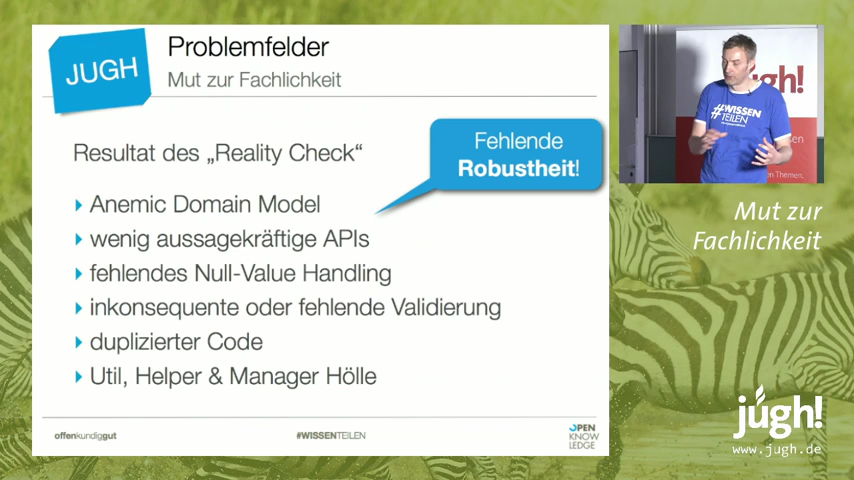 JUGH
Problemfelder
Mut zur Fachlichkeit
Resultat des „Reality Check“
Fehlende
Robustheit!
Anemic Domain Model
wenig aussagekräftige APIs
fehlendes Null-Value Handling
inkonsequente oder fehlende Validierung
duplizierter Code
Util, Helper & Manager Hölle
offenkundiggut
#WISSENTEILEN
OPEN
KNOW
LEDGE
jugh!
#WISSEN
TEILEN
Themen.
Mut zur
Fachlichkeit
jugh!
www.jugh.de